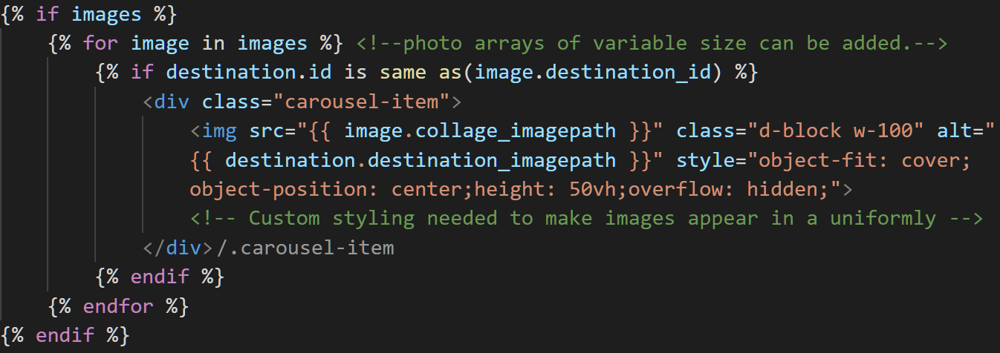 {% if images %}
{% for image in images %} <!--photo arrays of variable size can be added.-->
{% if destination.id is same as(image.destination_id) %}
<div class="carousel-item">
<img src="{{ image.collage_imagepath }}" class="d-block w-100" alt="
{{ destination.destination_imagepath }}" style="object-fit: cover;
object-position: center;height: 50vh;overflow: hidden;">
<!-- Custom styling needed to make images appear in a uniformly -->
</div>/.carousel-item
{% endif %}
{% endfor %}
{% endif %}